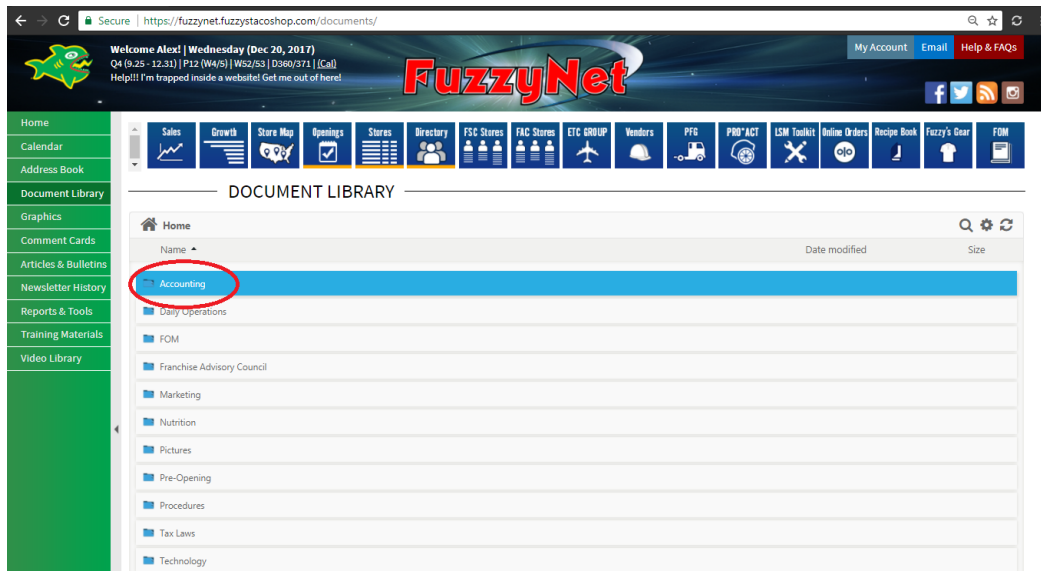 Secure | https://fuzzynet.fuzzystacoshop.com/documents/
Welcome Alex! | Wednesday (Dec 20, 2017)
Q4 (9.25 - 12.31) | P12 (W4/5) | W52/53 | D360/371 | (Cal)
Help!!! I'm trapped inside a website! Get me out of here!
FuzzyNet
My Account Email Help & FAQs
Home
Calendar
Address Book
Document Library
Graphics
Comment Cards
Articles & Bulletins
Newsletter History
Reports & Tools
Training Materials
Video Library
Sales Growth Store Map Openings Stores Directory FSC Stores FAC Stores ETC GROUP Vendors PFG PRO*ACT LSM Toolkit Online Orders Recipe Book Fuzzy's Gear FOM
DOCUMENT LIBRARY
Home
Name Date modified Size
Accounting
Daily Operations
FOM
Franchise Advisory Council
Marketing
Nutrition
Pictures
Pre-Opening
Procedures
Tax Laws
Technology